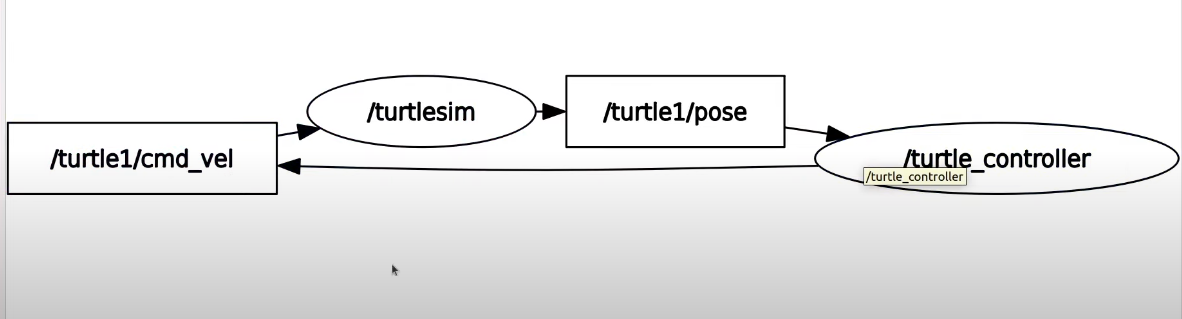 /turtlesim
/turtle1/pose
/turtle1/cmd_vel
/turtle_controller
/turtle_controller